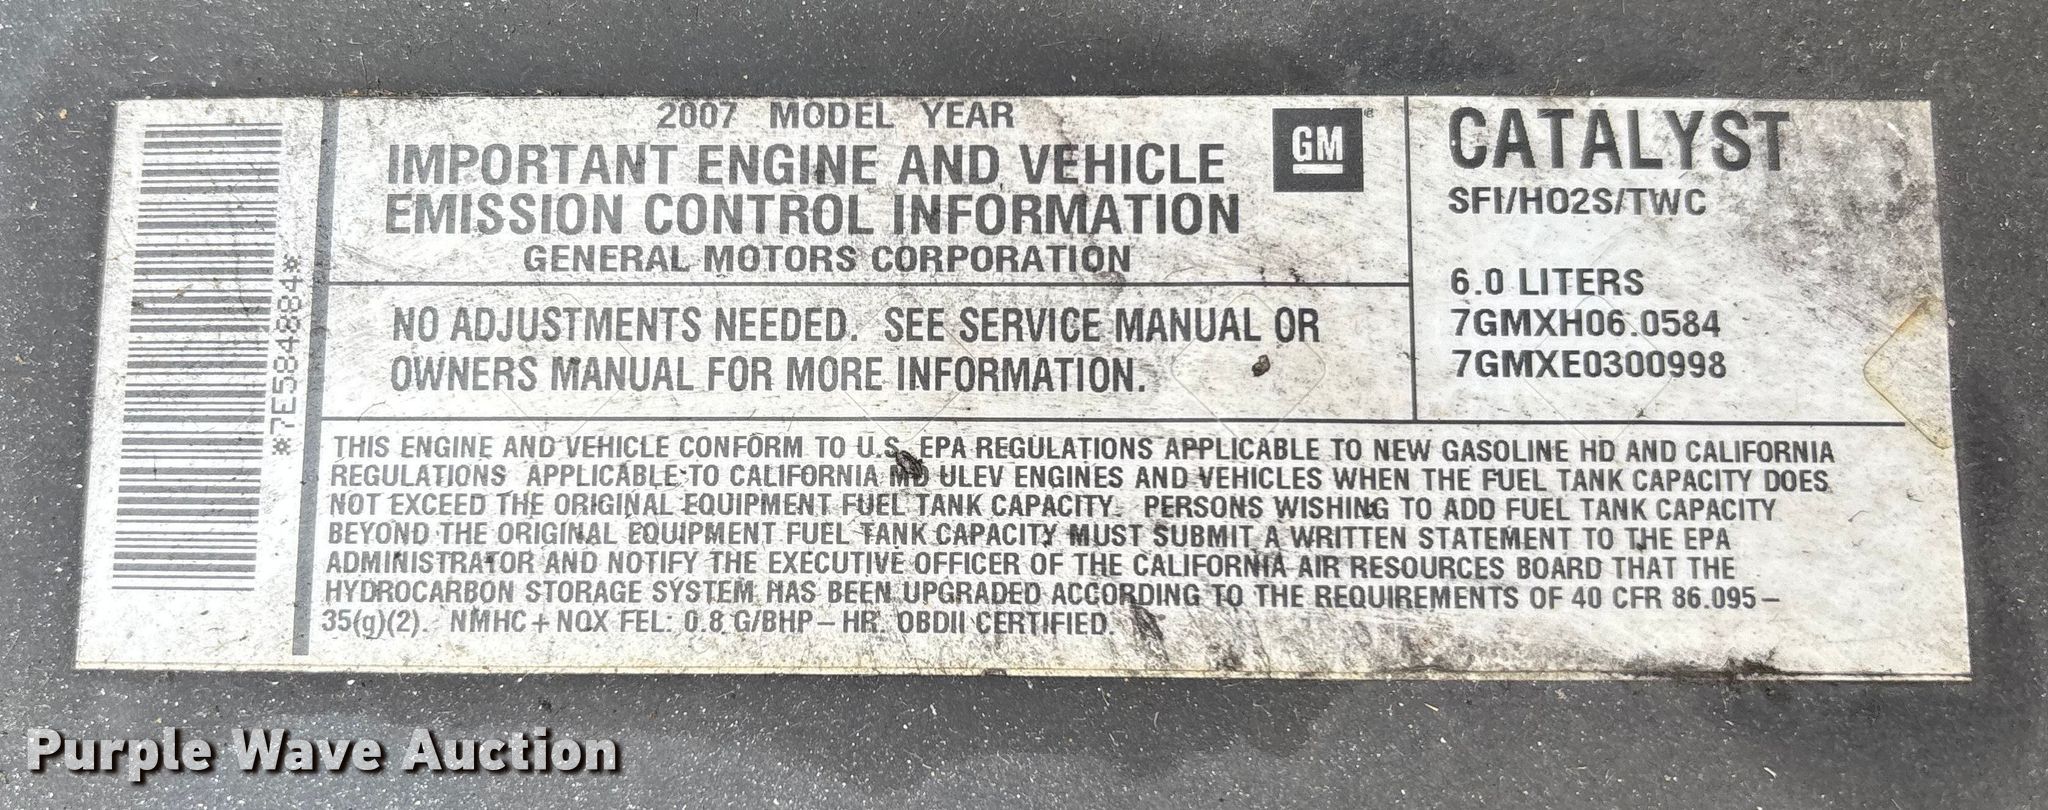 *7E584884*
2007 MODEL YEAR
IMPORTANT ENGINE AND VEHICLE
EMISSION CONTROL INFORMATION
GENERAL MOTORS CORPORATION
GM
NO ADJUSTMENTS NEEDED. SEE SERVICE MANUAL OR
OWNERS MANUAL FOR MORE INFORMATION.
CATALYST
SFI/HO2S/TWC
6.0 LITERS
7GMXH06.0584
7GMXE0300998
THIS ENGINE AND VEHICLE CONFORM TO U.S. EPA REGULATIONS APPLICABLE TO NEW GASOLINE HD AND CALIFORNIA
REGULATIONS APPLICABLE TO CALIFORNIA MD ULEV ENGINES AND VEHICLES WHEN THE FUEL TANK CAPACITY DOES
NOT EXCEED THE ORIGINAL EQUIPMENT FUEL TANK CAPACITY. PERSONS WISHING TO ADD FUEL TANK CAPACITY
BEYOND THE ORIGINAL EQUIPMENT FUEL TANK CAPACITY MUST SUBMIT A WRITTEN STATEMENT TO THE EPA
ADMINISTRATOR AND NOTIFY THE EXECUTIVE OFFICER OF THE CALIFORNIA AIR RESOURCES BOARD THAT THE
HYDROCARBON STORAGE SYSTEM HAS BEEN UPGRADED ACCORDING TO THE REQUIREMENTS OF 40 CFR 86.095–
35(g)(2). NMHC + NOX FEL: 0.8 G/BHP – HR. OBDII CERTIFIED.
Purple Wave Auction